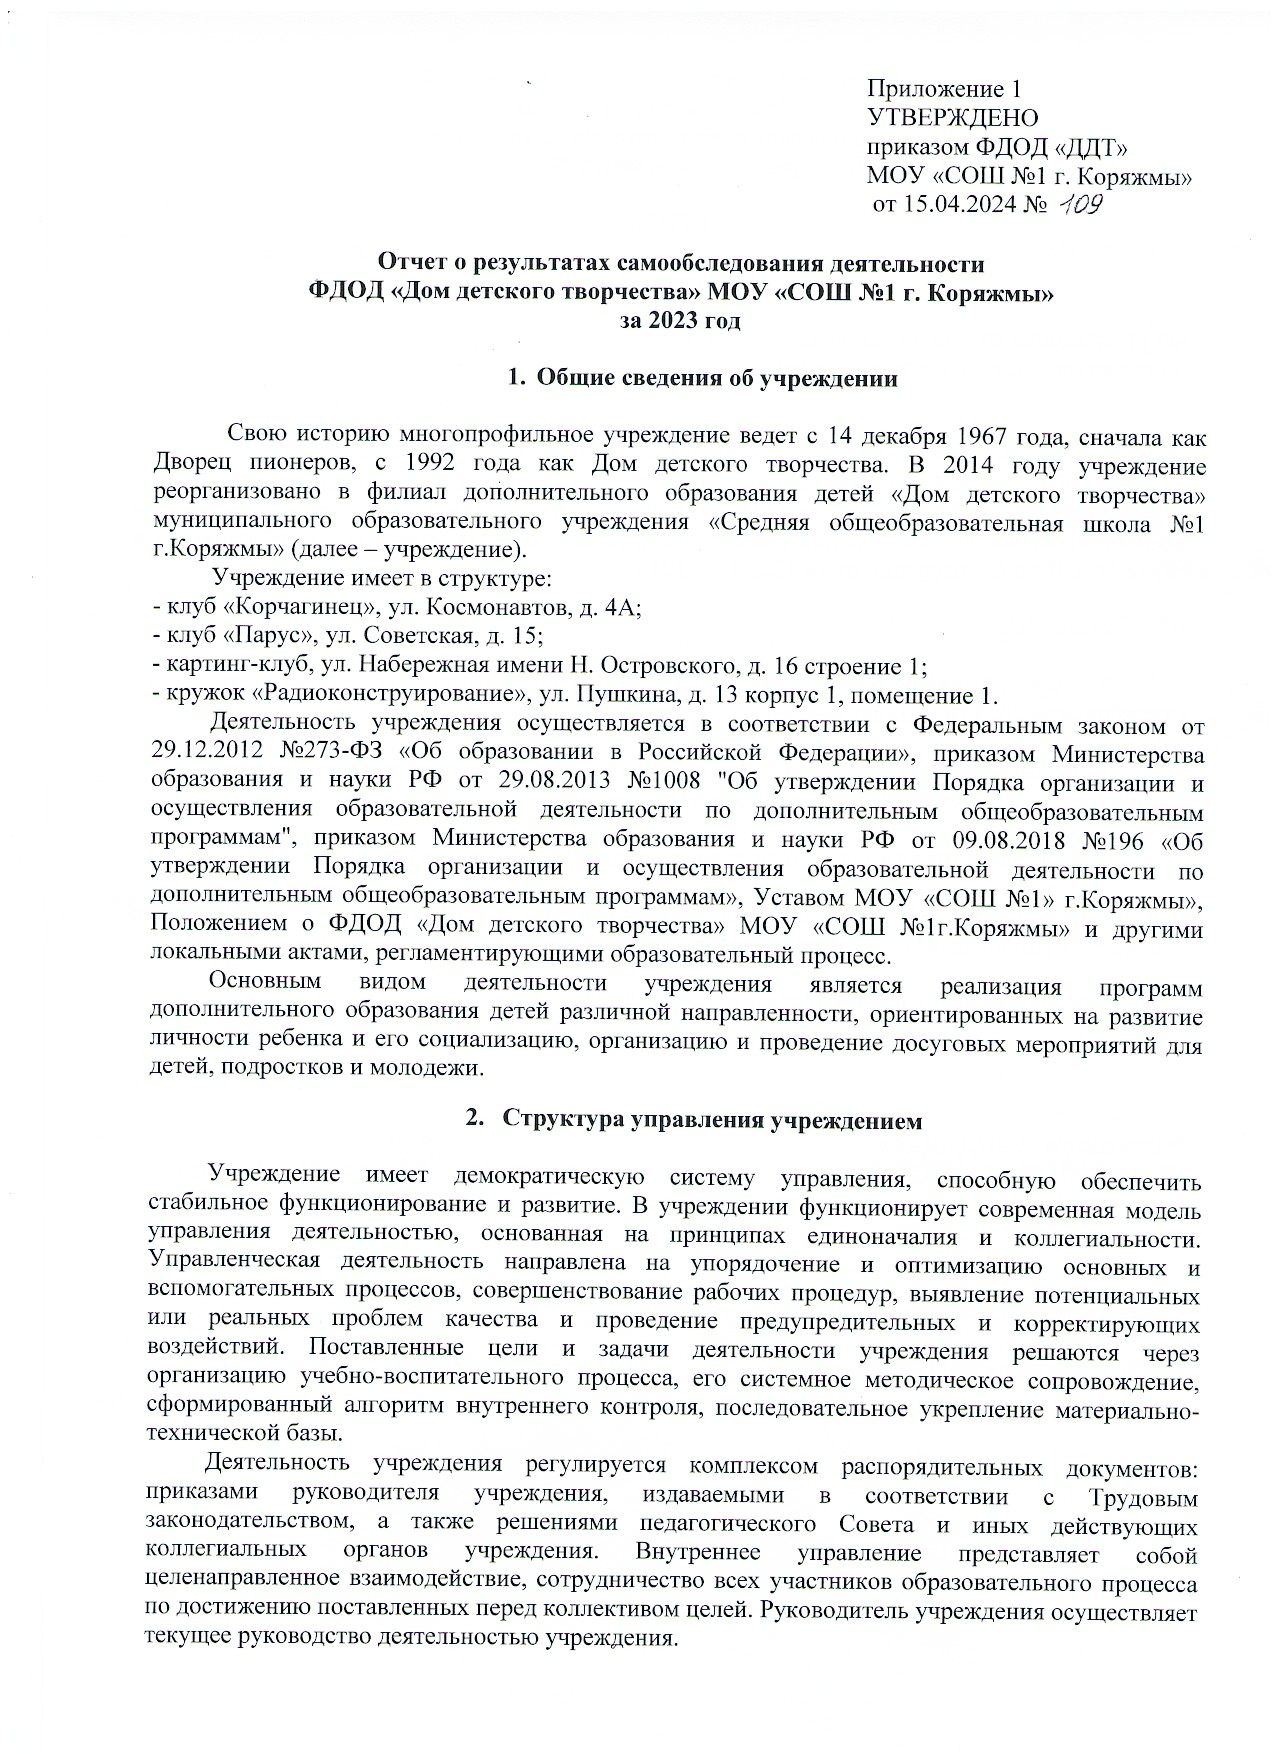 Приложение 1
УТВЕРЖДЕНО
приказом ФДОД «ДДТ»
МОУ «СОШ №1 г. Коряжмы»
от 15.04.2024 № 109
Отчет о результатах самообследования деятельности
ФДОД «Дом детского творчества» МОУ «СОШ №1 г. Коряжмы»
за 2023 год
1. Общие сведения об учреждении
Свою историю многопрофильное учреждение ведет с 14 декабря 1967 года, сначала как
Дворец пионеров, с 1992 года как Дом детского творчества. В 2014 году учреждение
реорганизовано в филиал дополнительного образования детей «Дом детского творчества»
муниципального образовательного учреждения «Средняя общеобразовательная школа №1
г.Коряжмы» (далее – учреждение).
Учреждение имеет в структуре:
- клуб «Корчагинец», ул. Космонавтов, д. 4А;
- клуб «Парус», ул. Советская, д. 15;
- картинг-клуб, ул. Набережная имени Н. Островского, д. 16 строение 1;
- кружок «Радиоконструирование», ул. Пушкина, д. 13 корпус 1, помещение 1.
Деятельность учреждения осуществляется в соответствии с Федеральным законом от
29.12.2012 №273-ФЗ «Об образовании в Российской Федерации», приказом Министерства
образования и науки РФ от 29.08.2013 №1008 "Об утверждении Порядка организации и
осуществления образовательной деятельности по дополнительным общеобразовательным
программам", приказом Министерства образования и науки РФ от 09.08.2018 №196 «Об
утверждении Порядка организации и осуществления образовательной деятельности по
дополнительным общеобразовательным программам», Уставом МОУ «СОШ №1» г.Коряжмы»,
Положением о ФДОД «Дом детского творчества» МОУ «СОШ №1г.Коряжмы» и другими
локальными актами, регламентирующими образовательный процесс.
Основным видом деятельности учреждения является реализация программ
дополнительного образования детей различной направленности, ориентированных на развитие
личности ребенка и его социализацию, организацию и проведение досуговых мероприятий для
детей, подростков и молодежи.
2. Структура управления учреждением
Учреждение имеет демократическую систему управления, способную обеспечить
стабильное функционирование и развитие. В учреждении функционирует современная модель
управления деятельностью, основанная на принципах единоначалия и коллегиальности.
Управленческая деятельность направлена на упорядочение и оптимизацию основных и
вспомогательных процессов, совершенствование рабочих процедур, выявление потенциальных
или реальных проблем качества и проведение предупредительных и корректирующих
воздействий. Поставленные цели и задачи деятельности учреждения решаются через
организацию учебно-воспитательного процесса, его системное методическое сопровождение,
сформированный алгоритм внутреннего контроля, последовательное укрепление материально-
технической базы.
Деятельность учреждения регулируется комплексом распорядительных документов:
приказами руководителя учреждения, издаваемыми в соответствии с Трудовым
законодательством, а также решениями педагогического Совета и иных действующих
коллегиальных органов учреждения. Внутреннее управление представляет собой
целенаправленное взаимодействие, сотрудничество всех участников образовательного процесса
по достижению поставленных перед коллективом целей. Руководитель учреждения осуществляет
текущее руководство деятельностью учреждения.